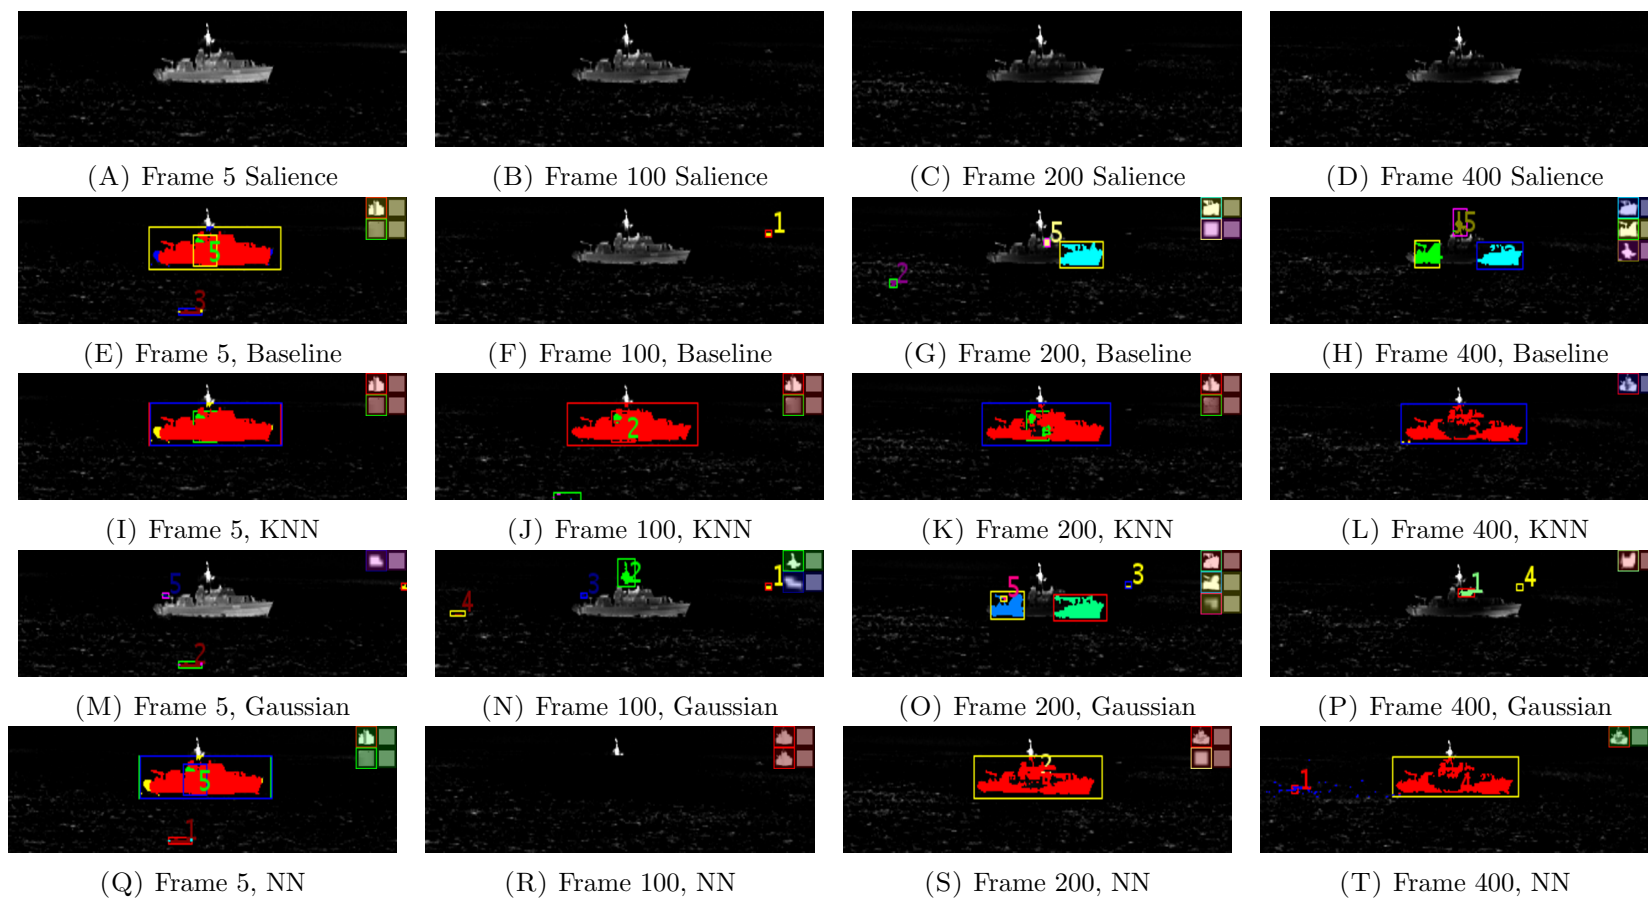 (A) Frame 5 Salience
(B) Frame 100 Salience
(C) Frame 200 Salience
(D) Frame 400 Salience
5
3
1
5
2
5
(E) Frame 5, Baseline
(F) Frame 100, Baseline
(G) Frame 200, Baseline
(H) Frame 400, Baseline
2
3
(I) Frame 5, KNN
(J) Frame 100, KNN
(K) Frame 200, KNN
(L) Frame 400, KNN
5
2
4
3
2
1
5
3
1
4
(M) Frame 5, Gaussian
(N) Frame 100, Gaussian
(O) Frame 200, Gaussian
(P) Frame 400, Gaussian
5
1
2
1
4
(Q) Frame 5, NN
(R) Frame 100, NN
(S) Frame 200, NN
(T) Frame 400, NN